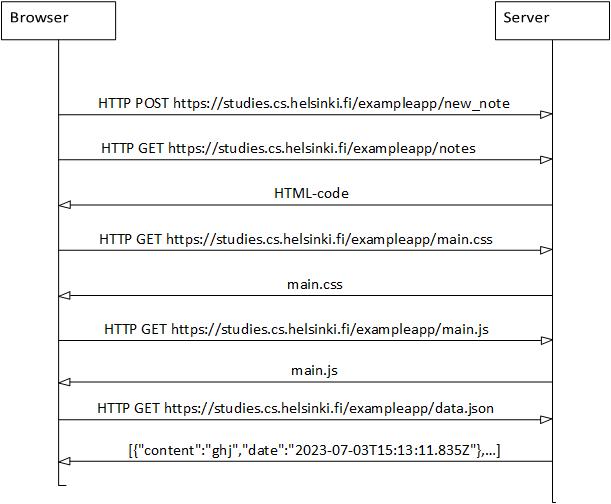 Browser
Server
HTTP POST https://studies.cs.helsinki.fi/exampleapp/new_note
HTTP GET https://studies.cs.helsinki.fi/exampleapp/notes
HTML-code
HTTP GET https://studies.cs.helsinki.fi/exampleapp/main.css
main.css
HTTP GET https://studies.cs.helsinki.fi/exampleapp/main.js
main.js
HTTP GET https://studies.cs.helsinki.fi/exampleapp/data.json
[{"content":"ghj","date":"2023-07-03T15:13:11.835Z"},...]